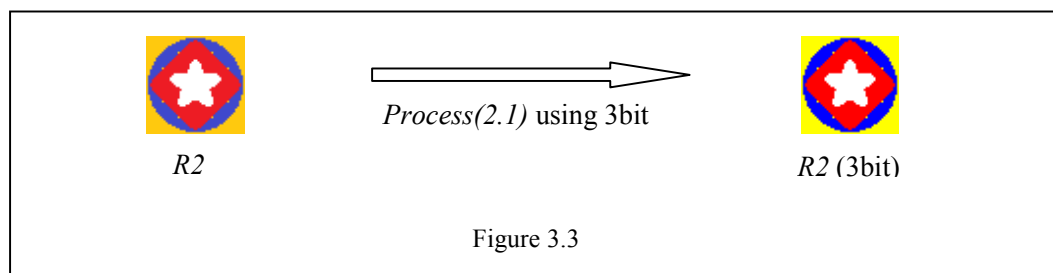 Process(2.1) using 3bit
R2
R2 (3bit)
Figure 3.3